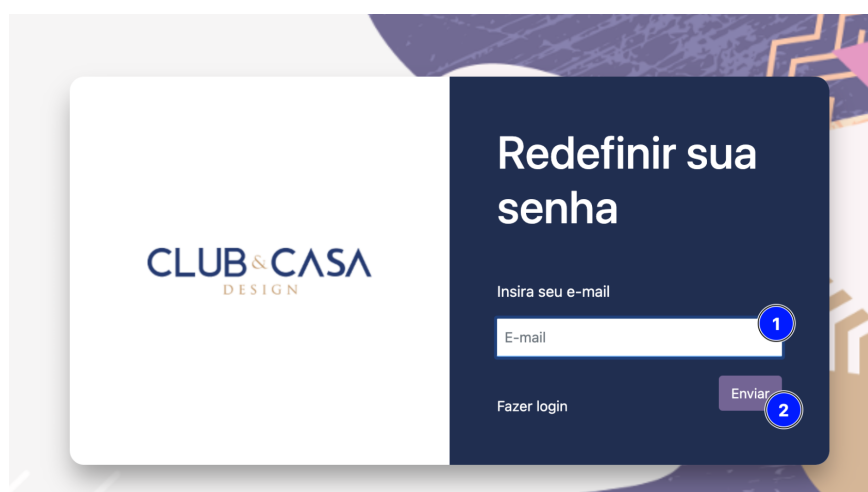 CLUB&CASA
DESIGN
Redefinir sua
senha
Insira seu e-mail
E-mail
1
Fazer login
Enviar
2